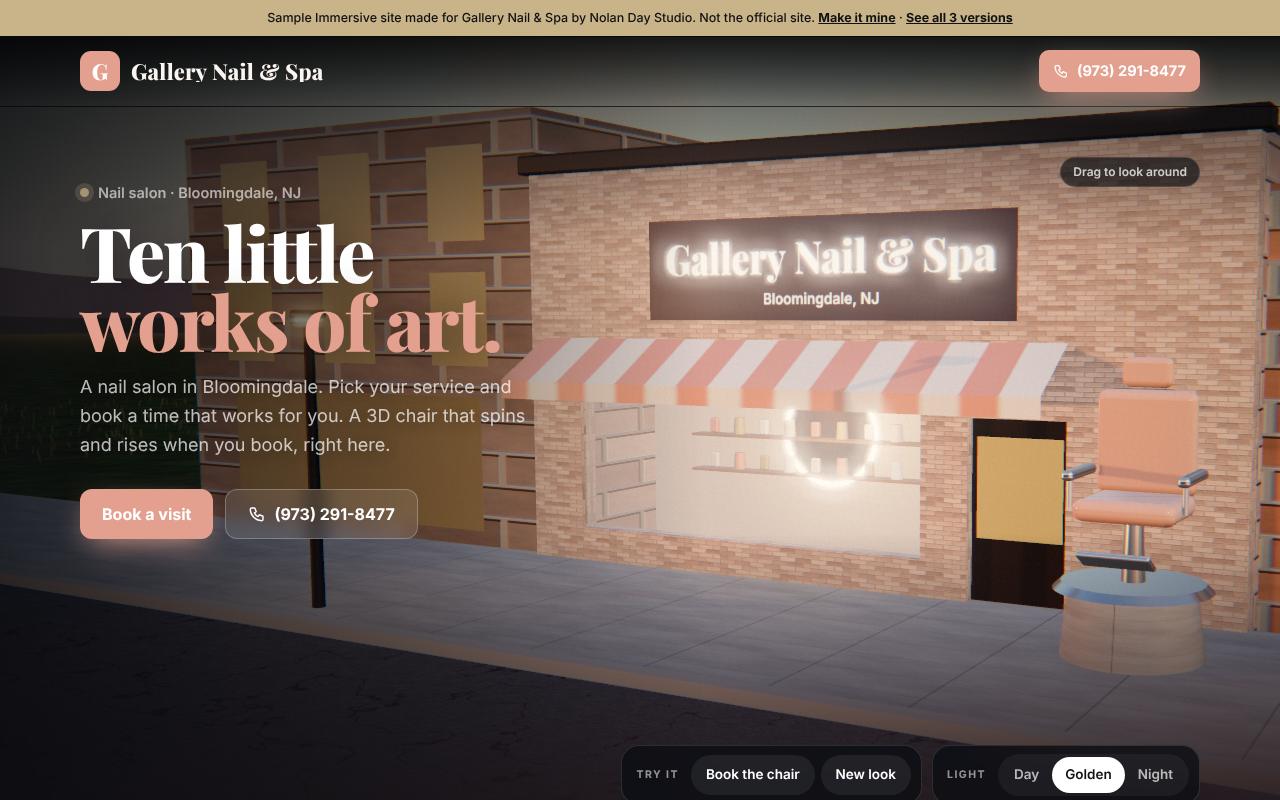 Sample Immersive site made for Gallery Nail & Spa by Nolan Day Studio. Not the official site. Make it mine · See all 3 versions
G Gallery Nail & Spa
(973) 291-8477
Drag to look around
Nail salon · Bloomingdale, NJ
Ten little
works of art.
Gallery Nail & Spa
Bloomingdale, NJ
A nail salon in Bloomingdale. Pick your service and
book a time that works for you. A 3D chair that spins
and rises when you book, right here.
Book a visit
(973) 291-8477
TRY IT Book the chair New look
LIGHT Day Golden Night